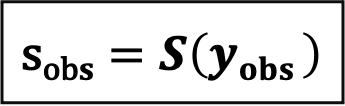 s_obs = S(y_obs)